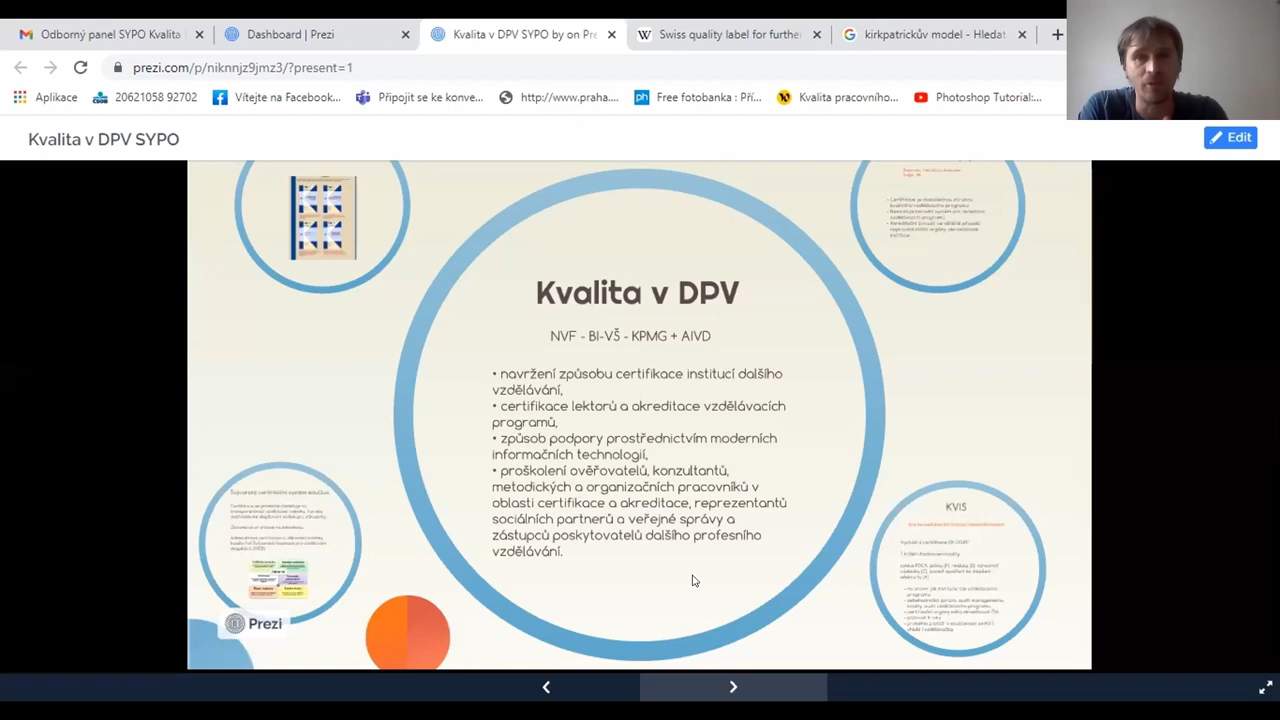 Odborný panel SYPO Kvalita
Dashboard | Prezi
Kvalita v DPV SYPO by on Pre
Swiss quality label for further
kirkpatrickův model - Hledat
prezi.com/p/niknnjz9jmz3/?present=1
Aplikace
20621058 92702
Vítejte na Facebook...
Připojit se ke konve...
http://www.praha....
Free fotobanka : Pří...
Kvalita pracovního...
Photoshop Tutorial:...
Kvalita v DPV SYPO
Edit
Kvalita v DPV
NVF - BI-VŠ - KPMG + AIVD
• navržení způsobu certifikace institucí dalšího
vzdělávání,
• certifikace lektorů a akreditace vzdělávacích
programů,
• způsob podpory prostřednictvím moderních
informačních technologií,
• proškolení ověřovatelů, konzultantů,
metodických a organizačních pracovníků v
oblasti certifikace a akreditace, reprezentantů
sociálních partnerů a veřejné správy a
zástupců poskytovatelů dalšího profesního
vzdělávání.
KVIS
Prezi